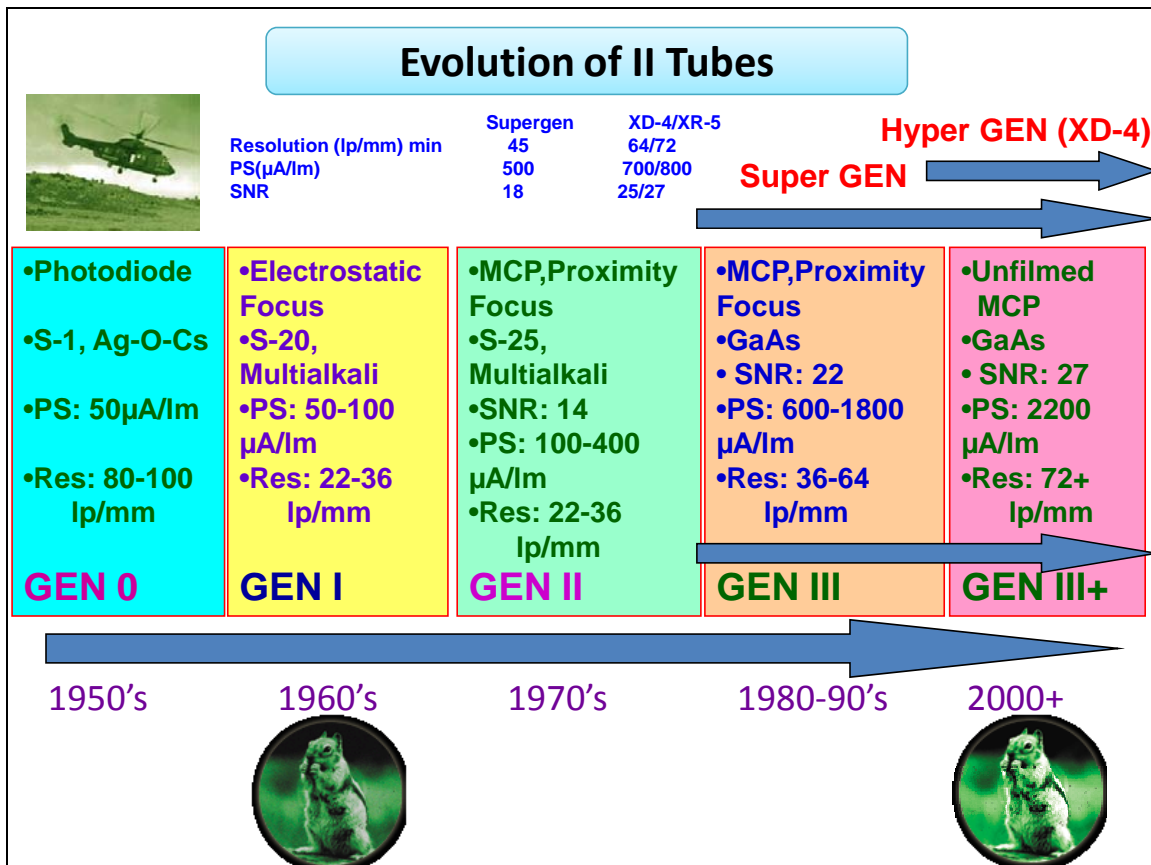 Evolution of II Tubes
Supergen XD-4/XR-5
Resolution (lp/mm) min 45 64/72
PS(µA/lm) 500 700/800
SNR 18 25/27
Hyper GEN (XD-4)
Super GEN
•Photodiode
•S-1, Ag-O-Cs
•PS: 50µA/lm
•Res: 80-100
lp/mm
GEN 0
•Electrostatic
Focus
•S-20,
Multialkali
•PS: 50-100
µA/lm
•Res: 22-36
lp/mm
GEN I
•MCP,Proximity
Focus
•S-25,
Multialkali
•SNR: 14
•PS: 100-400
µA/lm
•Res: 22-36
lp/mm
GEN II
•MCP,Proximity
Focus
•GaAs
• SNR: 22
•PS: 600-1800
µA/lm
•Res: 36-64
lp/mm
GEN III
•Unfilmed
MCP
•GaAs
• SNR: 27
•PS: 2200
µA/lm
•Res: 72+
lp/mm
GEN III+
1950’s 1960’s 1970’s 1980-90’s 2000+